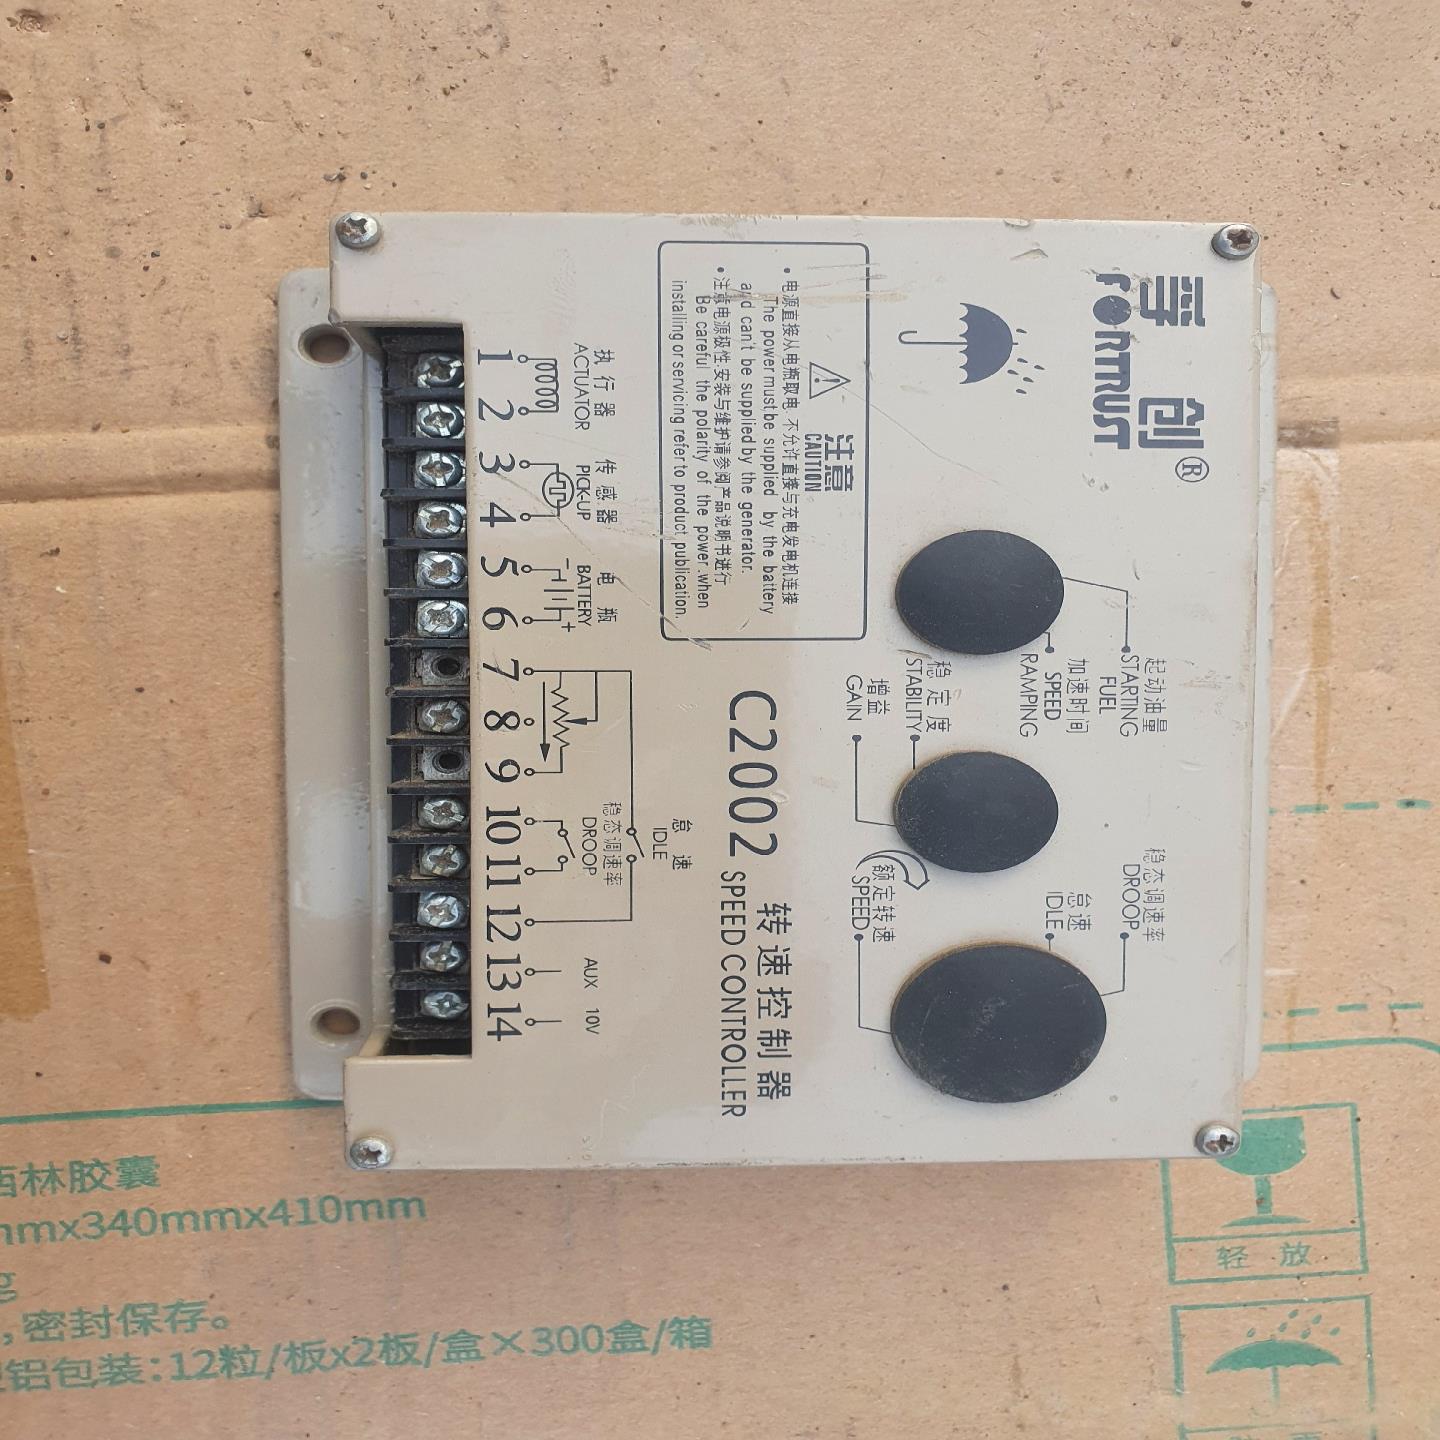 孚创®
FORTRUST
起动油量
STARTING
FUEL
加速时间
SPEED
RAMPING
稳定度
STABILITY
增益
GAIN
稳态调速率
DROOP
怠速
IDLE
额定转速
SPEED
注意
CAUTION
• 电源直接从电瓶取电,不允许直接与充电发电机连接
The power must be supplied by the battery
and can't be supplied by the generator.
• 注意电源极性,安装与维护请参阅产品说明书进行
Be careful the polarity of the power when
installing or servicing refer to product publication.
C2002 转速控制器
SPEED CONTROLLER
执行器
ACTUATOR
传感器
PICK-UP
电瓶
BATTERY
- +
怠速
IDLE
稳态调速率
DROOP
AUX 10V
1 2 3 4 5 6 7 8 9 10 11 12 13 14
林胶囊
mmx340mmx410mm
g
,密封保存。
铝包装:12粒/板x2板/盒×300盒/箱
轻放